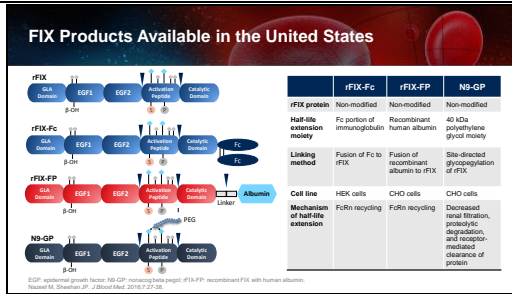 FIX Products Available in the United States
rFIX
GLA Domain EGF1 EGF2 Activation Peptide Catalytic Domain
β-OH S P
rFIX-Fc
GLA Domain EGF1 EGF2 Activation Peptide Catalytic Domain Fc
Fc
β-OH S P
rFIX-FP
GLA Domain EGF1 EGF2 Activation Peptide Catalytic Domain Albumin
Linker
β-OH S P
PEG
N9-GP
GLA Domain EGF1 EGF2 Activation Peptide Catalytic Domain
β-OH S P
rFIX-Fc rFIX-FP N9-GP
rFIX protein Non-modified Non-modified Non-modified
Half-life extension moiety Fc portion of immunoglobulin Recombinant human albumin 40 kDa polyethylene glycol moiety
Linking method Fusion of Fc to rFIX Fusion of recombinant albumin to rFIX Site-directed glycopegylation of rFIX
Cell line HEK cells CHO cells CHO cells
Mechanism of half-life extension FcRn recycling FcRn recycling Decreased renal filtration, proteolytic degradation, and receptor-mediated clearance of protein
EGF: epidermal growth factor; N9-GP: nonacog beta pegol; rFIX-FP: recombinant FIX with human albumin.
Nazeef M, Sheehan JP. J Blood Med. 2016;7:27-38.